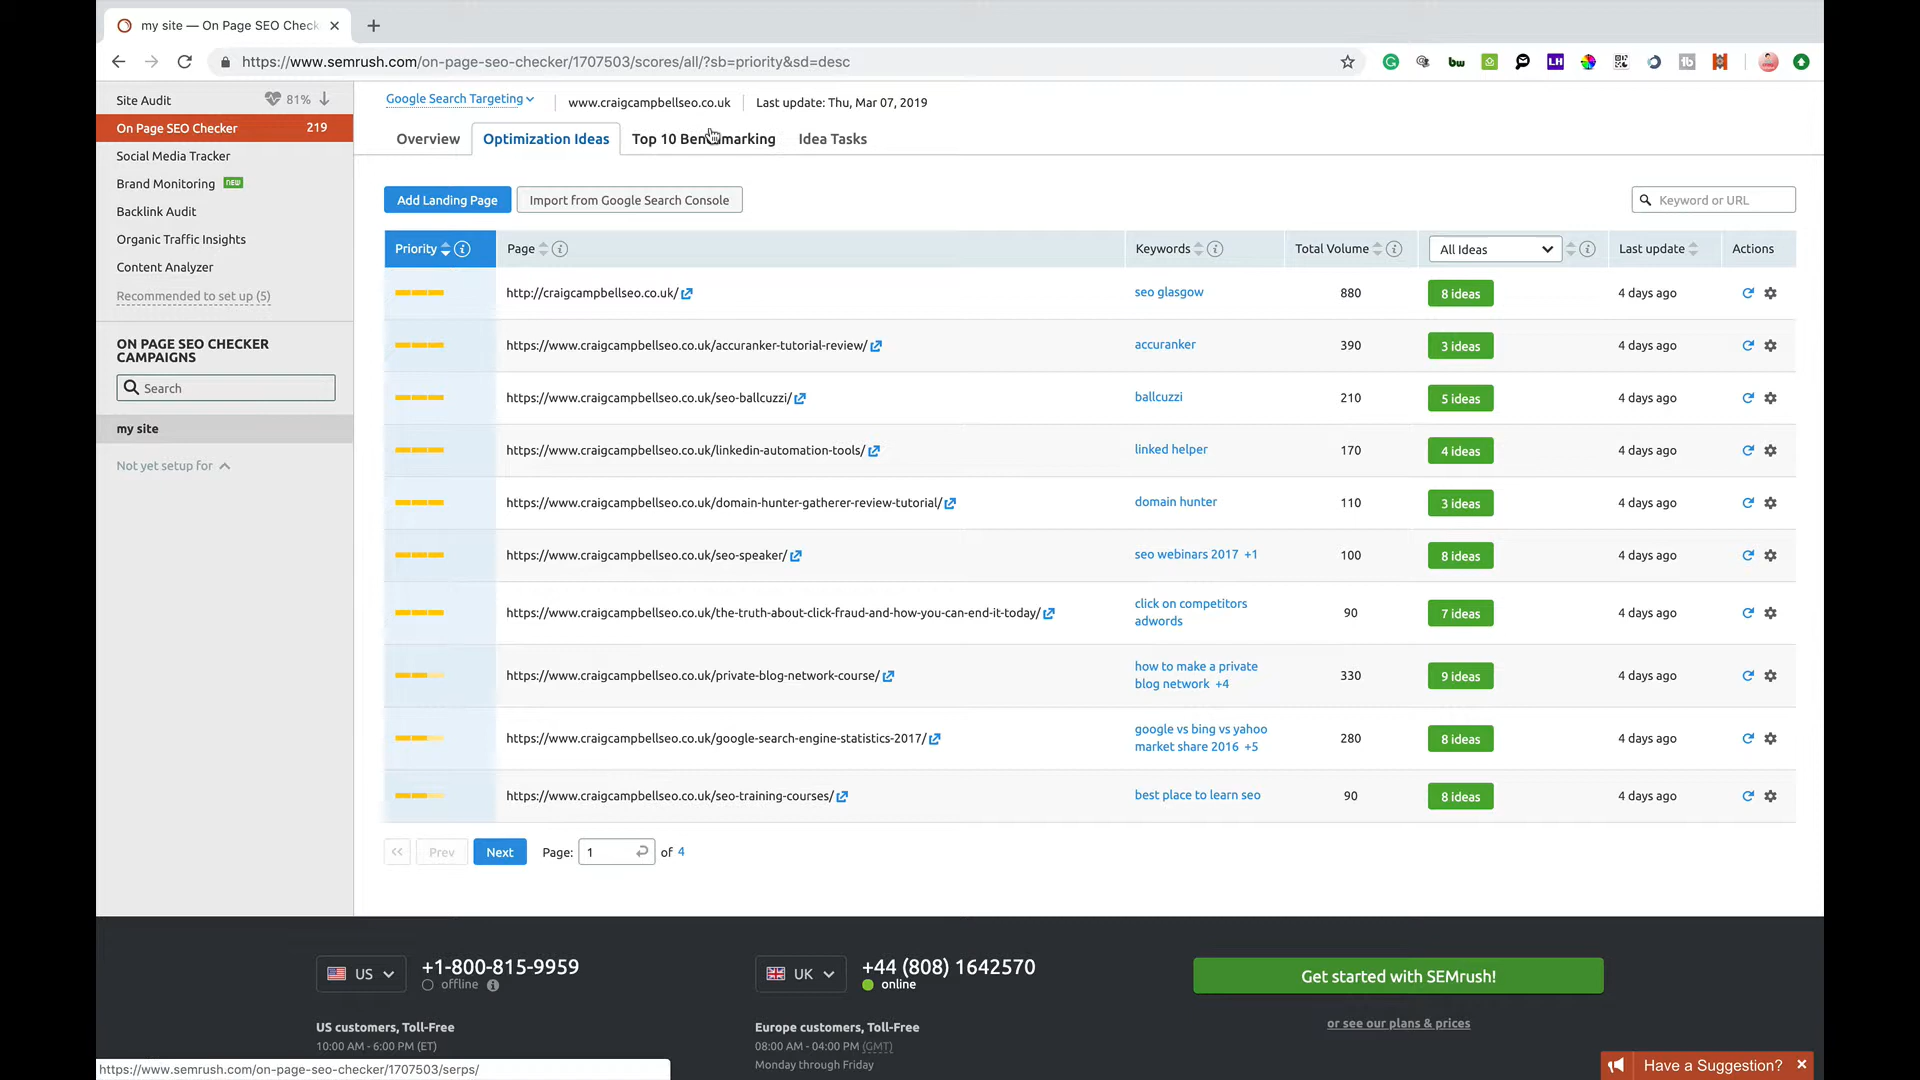 my site — On Page SEO Check
https://www.semrush.com/on-page-seo-checker/1707503/scores/all/?sb=priority&sd=desc
Site Audit 81%
On Page SEO Checker 219
Social Media Tracker
Brand Monitoring NEW
Backlink Audit
Organic Traffic Insights
Content Analyzer
Recommended to set up (5)
ON PAGE SEO CHECKER
CAMPAIGNS
Search
my site
Not yet setup for
Google Search Targeting www.craigcampbellseo.co.uk Last update: Thu, Mar 07, 2019
Overview Optimization Ideas Top 10 Benchmarking Idea Tasks
Add Landing Page Import from Google Search Console Keyword or URL
Priority Page Keywords Total Volume All Ideas Last update Actions
http://craigcampbellseo.co.uk/ seo glasgow 880 8 ideas 4 days ago
https://www.craigcampbellseo.co.uk/accuranker-tutorial-review/ accuranker 390 3 ideas 4 days ago
https://www.craigcampbellseo.co.uk/seo-ballcuzzi/ ballcuzzi 210 5 ideas 4 days ago
https://www.craigcampbellseo.co.uk/linkedin-automation-tools/ linked helper 170 4 ideas 4 days ago
https://www.craigcampbellseo.co.uk/domain-hunter-gatherer-review-tutorial/ domain hunter 110 3 ideas 4 days ago
https://www.craigcampbellseo.co.uk/seo-speaker/ seo webinars 2017 +1 100 8 ideas 4 days ago
https://www.craigcampbellseo.co.uk/the-truth-about-click-fraud-and-how-you-can-end-it-today/ click on competitors
adwords 90 7 ideas 4 days ago
https://www.craigcampbellseo.co.uk/private-blog-network-course/ how to make a private
blog network +4 330 9 ideas 4 days ago
https://www.craigcampbellseo.co.uk/google-search-engine-statistics-2017/ google vs bing vs yahoo
market share 2016 +5 280 8 ideas 4 days ago
https://www.craigcampbellseo.co.uk/seo-training-courses/ best place to learn seo 90 8 ideas 4 days ago
Prev Next Page: 1 of 4
US +1-800-815-9959
offline
US customers, Toll-Free
10:00 AM - 6:00 PM (ET)
UK +44 (808) 1642570
online
Europe customers, Toll-Free
08:00 AM - 04:00 PM (GMT)
Monday through Friday
Get started with SEMrush!
or see our plans & prices
https://www.semrush.com/on-page-seo-checker/1707503/serps/
Have a Suggestion?